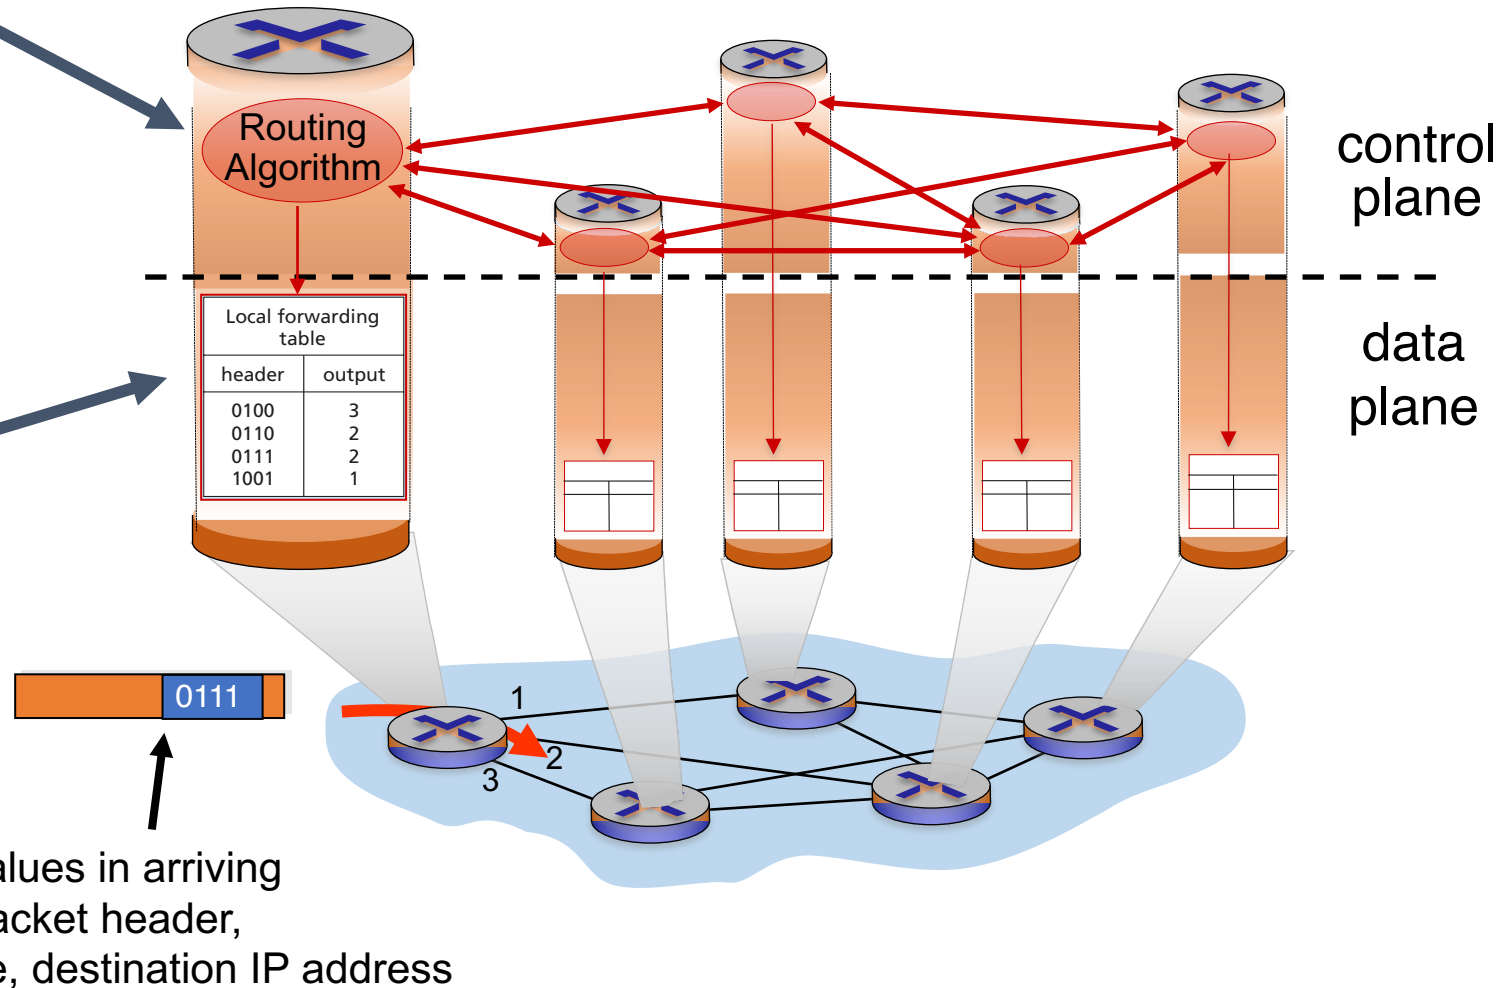 Routing
Algorithm
control
plane
Local forwarding
table
header output
0100 3
0110 2
0111 2
1001 1
data
plane
0111
1
2
3
alues in arriving
acket header,
e, destination IP address